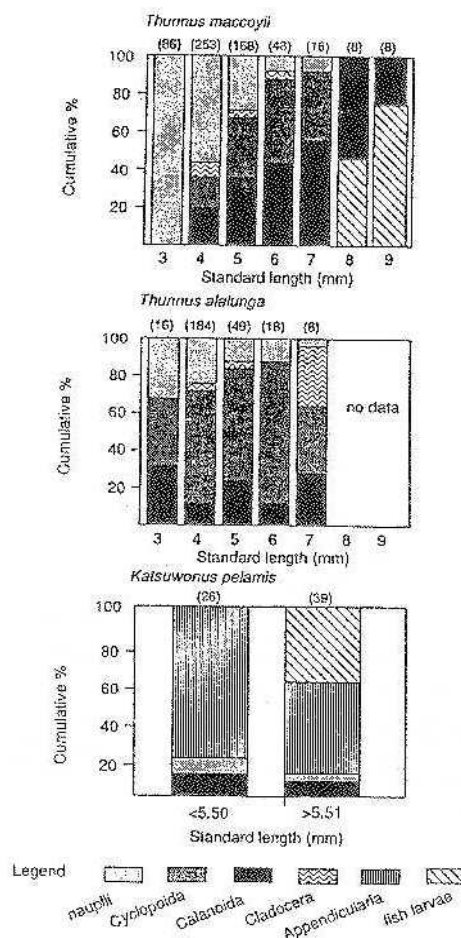 Thunnus maccoyii
(86) (253) (168) (43) (16) (8) (8)
100
80
60
40
20
Cumulative %
3 4 5 6 7 8 9
Standard length (mm)
Thunnus alalunga
(16) (184) (49) (18) (6)
100
80
60
40
20
Cumulative %
no data
3 4 5 6 7 8 9
Standard length (mm)
Katsuwonus pelamis
(26) (39)
100
80
60
40
20
Cumulative %
<5.50 >5.51
Standard length (mm)
Legend
nauplii Cyclopoida Calanoida Cladocera Appendicularia fish larvae